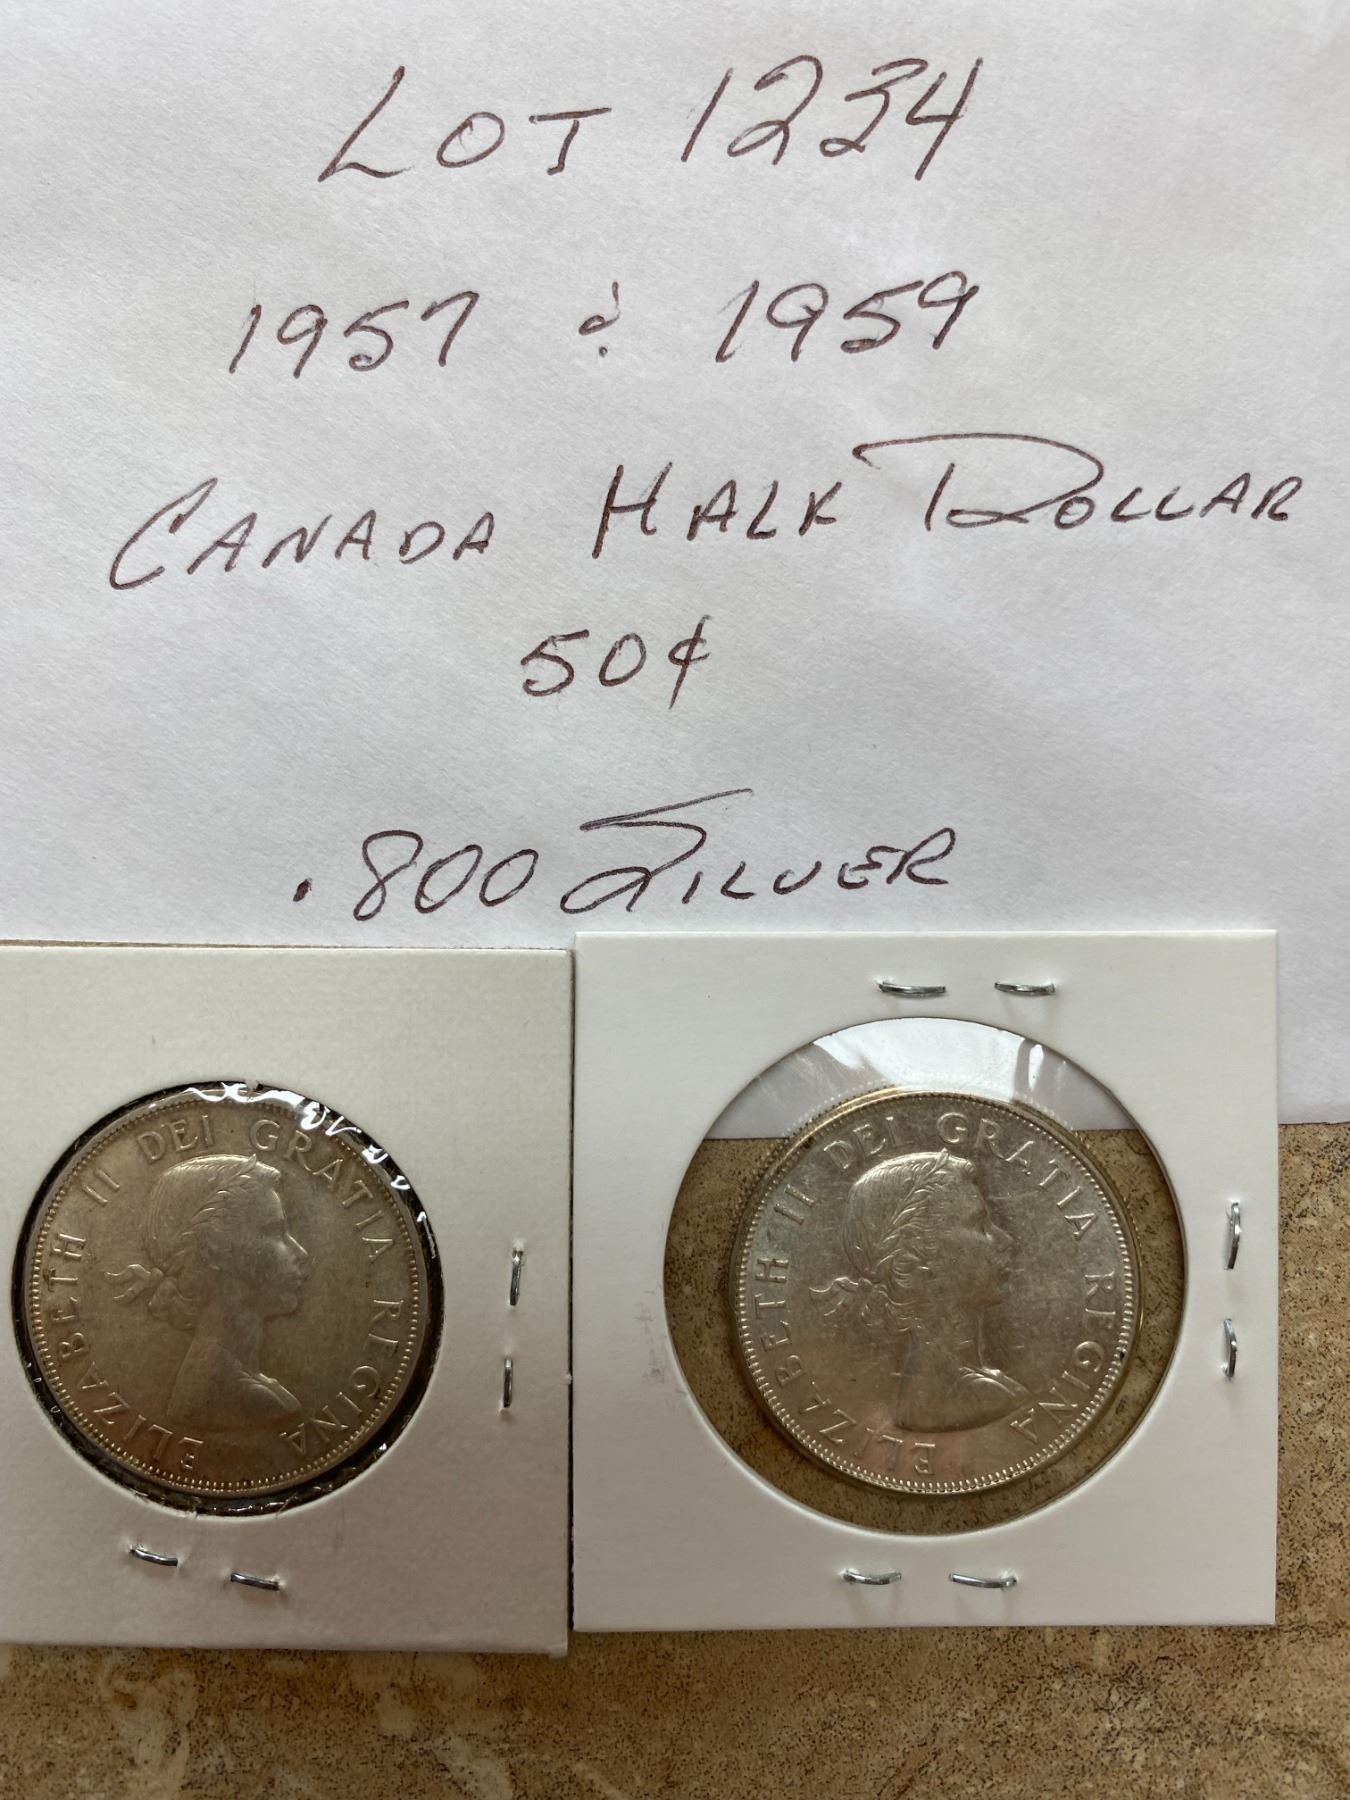 LOT 1234
1957 & 1959
CANADA HALF DOLLAR
50¢
.800 SILVER
ELIZABETH II DEI GRATIA REGINA
ELIZABETH II DEI GRATIA REGINA